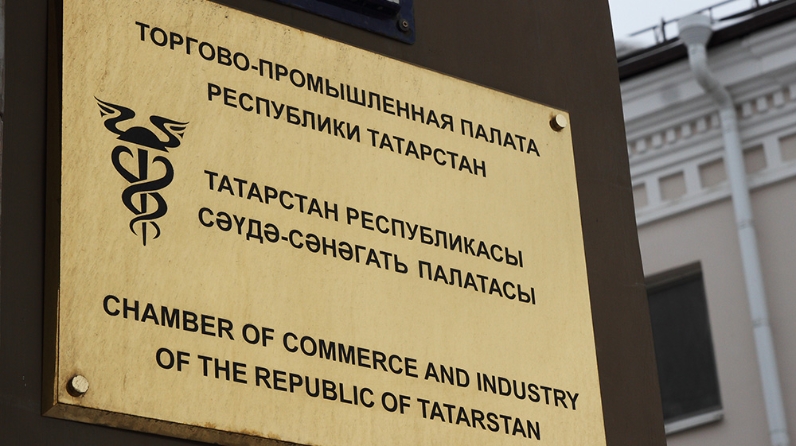 ТОРГОВО-ПРОМЫШЛЕННАЯ ПАЛАТА
РЕСПУБЛИКИ ТАТАРСТАН
ТАТАРСТАН РЕСПУБЛИКАСЫ
СӘҮДӘ-СӘНӘГАТЬ ПАЛАТАСЫ
CHAMBER OF COMMERCE AND INDUSTRY
OF THE REPUBLIC OF TATARSTAN